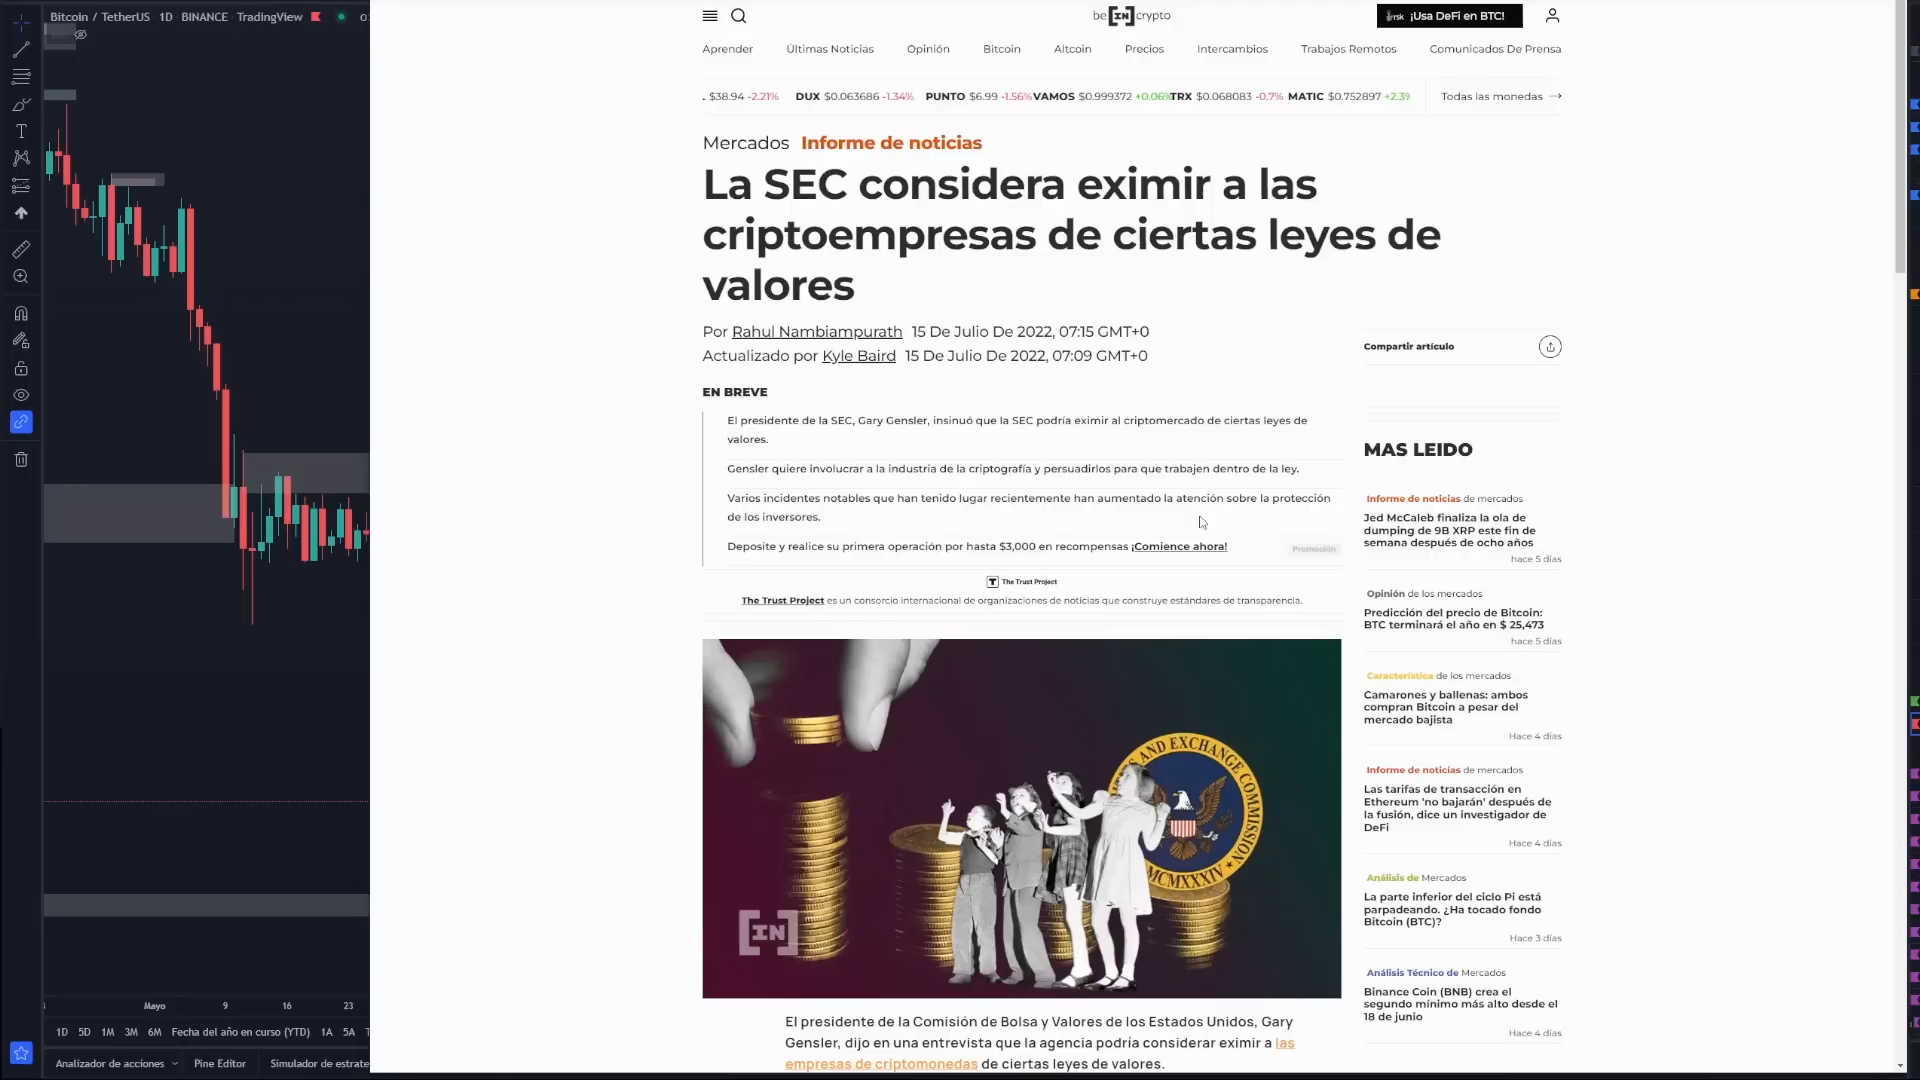 Bitcoin / TetherUS 1D BINANCE TradingView
be [IN] crypto
rsk ¡Usa DeFi en BTC!
Aprender Últimas Noticias Opinión Bitcoin Altcoin Precios Intercambios Trabajos Remotos Comunicados De Prensa
$38.94 -2.21% DUX $0.063686 -1.34% PUNTO $6.99 -1.56% VAMOS $0.999372 +0.06% TRX $0.068083 -0.7% MATIC $0.752897 +2.3% Todas las monedas →
Mercados Informe de noticias
La SEC considera eximir a las
criptoempresas de ciertas leyes de
valores
Por Rahul Nambiampurath 15 De Julio De 2022, 07:15 GMT+0
Actualizado por Kyle Baird 15 De Julio De 2022, 07:09 GMT+0
Compartir artículo
EN BREVE
El presidente de la SEC, Gary Gensler, insinuó que la SEC podría eximir al criptomercado de ciertas leyes de
valores.
Gensler quiere involucrar a la industria de la criptografía y persuadirlos para que trabajen dentro de la ley.
Varios incidentes notables que han tenido lugar recientemente han aumentado la atención sobre la protección
de los inversores.
Deposite y realice su primera operación por hasta $3,000 en recompensas ¡Comience ahora!
Promoción
The Trust Project
The Trust Project es un consorcio internacional de organizaciones de noticias que construye estándares de transparencia.
AND EXCHANGE COMMISSION
MCMXXXIV
[IN]
El presidente de la Comisión de Bolsa y Valores de los Estados Unidos, Gary
Gensler, dijo en una entrevista que la agencia podría considerar eximir a las
empresas de criptomonedas de ciertas leyes de valores.
MAS LEIDO
Informe de noticias de mercados
Jed McCaleb finaliza la ola de
dumping de 9B XRP este fin de
semana después de ocho años
hace 5 días
Opinión de los mercados
Predicción del precio de Bitcoin:
BTC terminará el año en $ 25,473
hace 5 días
Característica de los mercados
Camarones y ballenas: ambos
compran Bitcoin a pesar del
mercado bajista
Hace 4 días
Informe de noticias de mercados
Las tarifas de transacción en
Ethereum 'no bajarán' después de
la fusión, dice un investigador de
DeFi
Hace 4 días
Análisis de Mercados
La parte inferior del ciclo Pi está
parpadeando. ¿Ha tocado fondo
Bitcoin (BTC)?
Hace 3 días
Análisis Técnico de Mercados
Binance Coin (BNB) crea el
segundo mínimo más alto desde el
18 de junio
Hace 4 días
Mayo 9 16 23
1D 5D 1M 3M 6M Fecha del año en curso (YTD) 1A 5A
Analizador de acciones Pine Editor Simulador de estrate